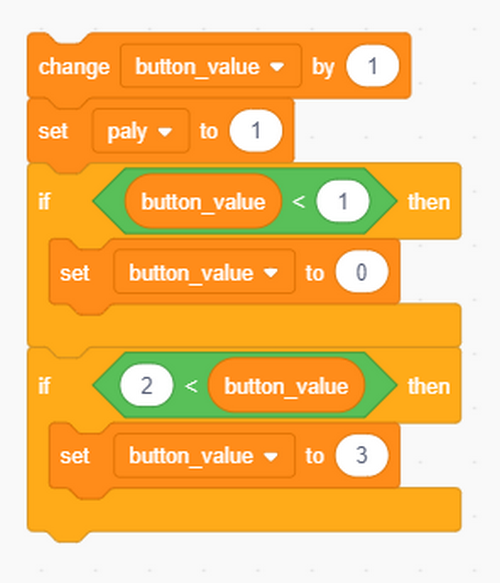 change button_value by 1
set paly to 1
if button_value < 1 then
set button_value to 0
if 2 < button_value then
set button_value to 3